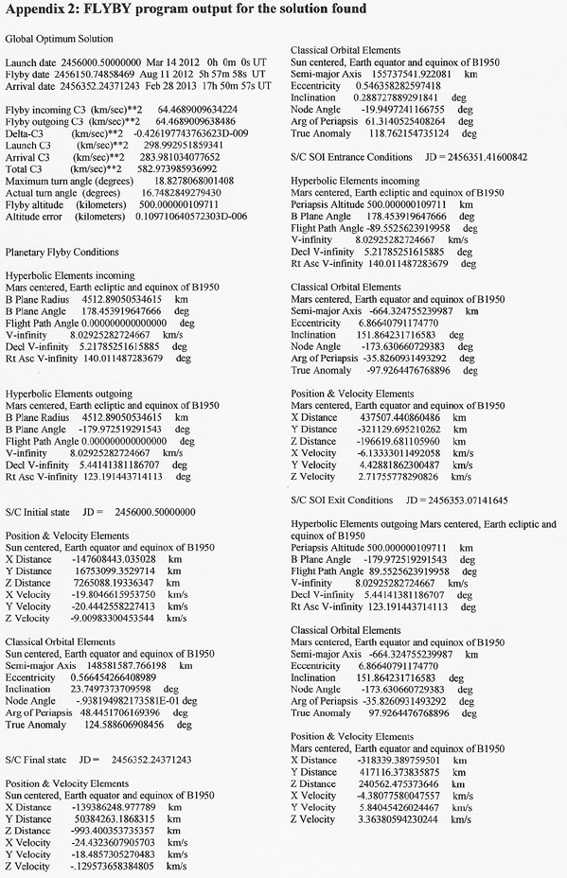 Appendix 2: FLYBY program output for the solution found
Global Optimum Solution
Launch date 2456000.50000000 Mar 14 2012 0h 0m 0s UT
Flyby date 2456150.74858469 Aug 11 2012 5h 57m 58s UT
Arrival date 2456352.24371243 Feb 28 2013 17h 50m 57s UT
Flyby incoming C3 (km/sec)**2 64.4689009634224
Flyby outgoing C3 (km/sec)**2 64.4689009638486
Delta-C3 (km/sec)**2 -0.426197743763623D-009
Launch C3 (km/sec)**2 298.992951859341
Arrival C3 (km/sec)**2 283.981034077652
Total C3 (km/sec)**2 582.973985936992
Maximum turn angle (degrees) 18.8278068001408
Actual turn angle (degrees) 16.7482849279430
Flyby altitude (kilometers) 500.000000109711
Altitude error (kilometers) 0.109710640572303D-006
Planetary Flyby Conditions
Hyperbolic Elements incoming
Mars centered, Earth ecliptic and equinox of B1950
B Plane Radius 4512.89050534615 km
B Plane Angle 178.453919647666 deg
Flight Path Angle 0.000000000000000 deg
V-infinity 8.02925282724667 km/s
Decl V-infinity 5.21785251615885 deg
Rt Asc V-infinity 140.011487283679 deg
Hyperbolic Elements outgoing
Mars centered, Earth ecliptic and equinox of B1950
B Plane Radius 4512.89050534615 km
B Plane Angle -179.972519291543 deg
Flight Path Angle 0.000000000000000 deg
V-infinity 8.02925282724667 km/s
Decl V-infinity 5.44141381186707 deg
Rt Asc V-infinity 123.191443714113 deg
S/C Initial state JD = 2456000.50000000
Position & Velocity Elements
Sun centered, Earth equator and equinox of B1950
X Distance -147608443.035028 km
Y Distance 16753099.3529714 km
Z Distance 7265088.19336347 km
X Velocity -19.8046615953750 km/s
Y Velocity -20.4442558227413 km/s
Z Velocity -9.00983300453544 km/s
Classical Orbital Elements
Sun centered, Earth equator and equinox of B1950
Semi-major Axis 148581587.766198 km
Eccentricity 0.566454266408989
Inclination 23.7497373709598 deg
Node Angle -.938194982173581E-01 deg
Arg of Periapsis 48.4451706169396 deg
True Anomaly 124.588606908456 deg
S/C Final state JD = 2456352.24371243
Position & Velocity Elements
Sun centered, Earth equator and equinox of B1950
X Distance -139386248.977789 km
Y Distance 50384263.1868315 km
Z Distance -993.400353735357 km
X Velocity -24.4323607905703 km/s
Y Velocity -18.4857305270483 km/s
Z Velocity -.129573658384805 km/s
Classical Orbital Elements
Sun centered, Earth equator and equinox of B1950
Semi-major Axis 155737541.922081 km
Eccentricity 0.546358282597418
Inclination 0.288727889291841 deg
Node Angle -19.9497241166755 deg
Arg of Periapsis 61.3140525408264 deg
True Anomaly 118.762154735124 deg
S/C SOI Entrance Conditions JD = 2456351.41600842
Hyperbolic Elements incoming
Mars centered, Earth ecliptic and equinox of B1950
Periapsis Altitude 500.000000109711 km
B Plane Angle 178.453919647666 deg
Flight Path Angle -89.5525623919958 deg
V-infinity 8.02925282724667 km/s
Decl V-infinity 5.21785251615885 deg
Rt Asc V-infinity 140.011487283679 deg
Classical Orbital Elements
Mars centered, Earth equator and equinox of B1950
Semi-major Axis -664.324755239987 km
Eccentricity 6.86640791174770
Inclination 151.864231716583 deg
Node Angle -173.630660729383 deg
Arg of Periapsis -35.8260931493292 deg
True Anomaly -97.9264476768896 deg
Position & Velocity Elements
Mars centered, Earth equator and equinox of B1950
X Distance 437507.440860486 km
Y Distance -321129.695210262 km
Z Distance -196619.681105960 km
X Velocity -6.13333011492058 km/s
Y Velocity 4.42881862300487 km/s
Z Velocity 2.71755778290826 km/s
S/C SOI Exit Conditions JD = 2456353.07141645
Hyperbolic Elements outgoing Mars centered, Earth ecliptic and
equinox of B1950
Periapsis Altitude 500.000000109711 km
B Plane Angle -179.972519291543 deg
Flight Path Angle 89.5525623919958 deg
V-infinity 8.02925282724667 km/s
Decl V-infinity 5.44141381186707 deg
Rt Asc V-infinity 123.191443714113 deg
Classical Orbital Elements
Mars centered, Earth equator and equinox of B1950
Semi-major Axis -664.324755239987 km
Eccentricity 6.86640791174770
Inclination 151.864231716583 deg
Node Angle -173.630660729383 deg
Arg of Periapsis -35.8260931493292 deg
True Anomaly 97.9264476768896 deg
Position & Velocity Elements
Mars centered, Earth equator and equinox of B1950
X Distance -318339.389759501 km
Y Distance 417116.373835875 km
Z Distance 240562.475373646 km
X Velocity -4.38077580047557 km/s
Y Velocity 5.84045426024467 km/s
Z Velocity 3.36380594230244 km/s